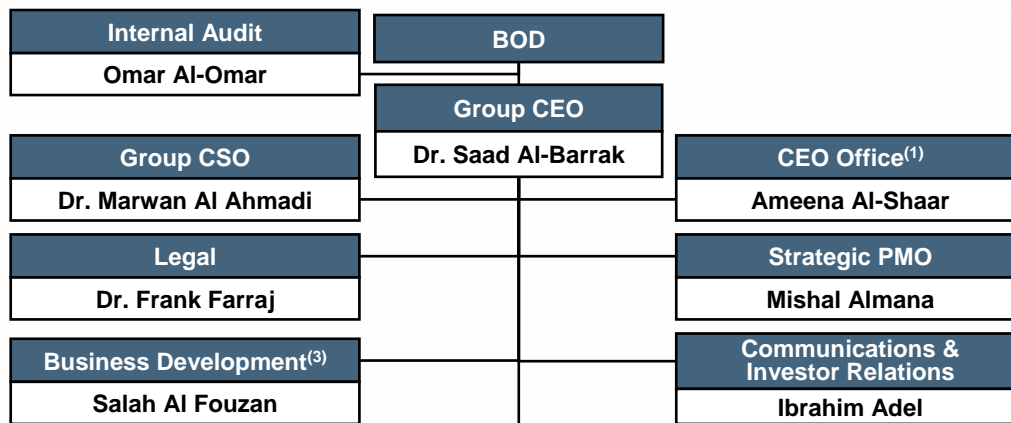 Internal Audit
Omar Al-Omar
BOD
Group CEO
Dr. Saad Al-Barrak
Group CSO
Dr. Marwan Al Ahmadi
CEO Office(1)
Ameena Al-Shaar
Legal
Dr. Frank Farraj
Strategic PMO
Mishal Almana
Business Development(3)
Salah Al Fouzan
Communications &
Investor Relations
Ibrahim Adel